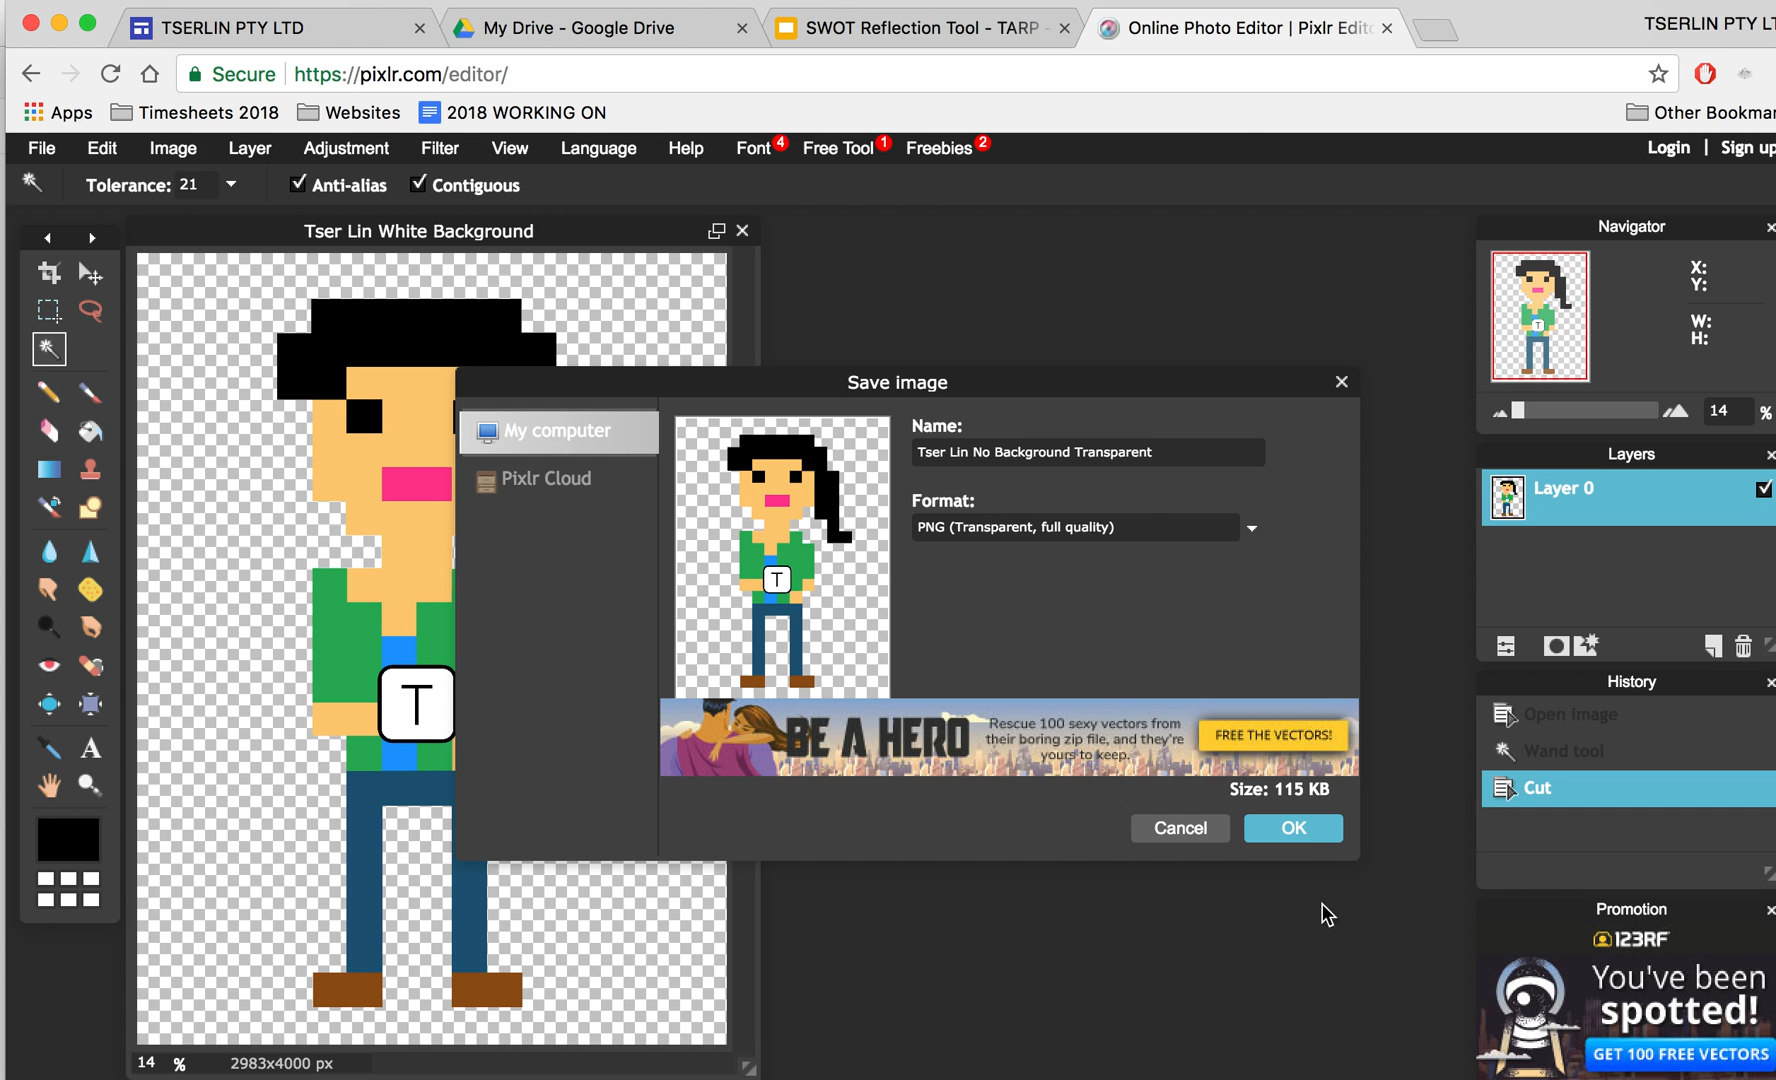 TSERLIN PTY LTD
My Drive - Google Drive
SWOT Reflection Tool - TARP -
Online Photo Editor | Pixlr Edit
TSERLIN PTY LT
Secure
https://pixlr.com/editor/
Apps
Timesheets 2018
Websites
2018 WORKING ON
Other Bookmar
File
Edit
Image
Layer
Adjustment
Filter
View
Language
Help
Font 4
Free Tool 1
Freebies 2
Login | Sign up
Tolerance: 21
Anti-alias
Contiguous
Tser Lin White Background
T
14 %
2983x4000 px
Save image
My computer
Pixlr Cloud
T
Name:
Tser Lin No Background Transparent
Format:
PNG (Transparent, full quality)
BE A HERO
Rescue 100 sexy vectors from
their boring zip file, and they're
yours to keep.
FREE THE VECTORS!
Size: 115 KB
Cancel
OK
Navigator
T
X:
Y:
W:
H:
14 %
Layers
Layer 0
History
Open image
Wand tool
Cut
Promotion
123RF
You've been
spotted!
GET 100 FREE VECTORS
A